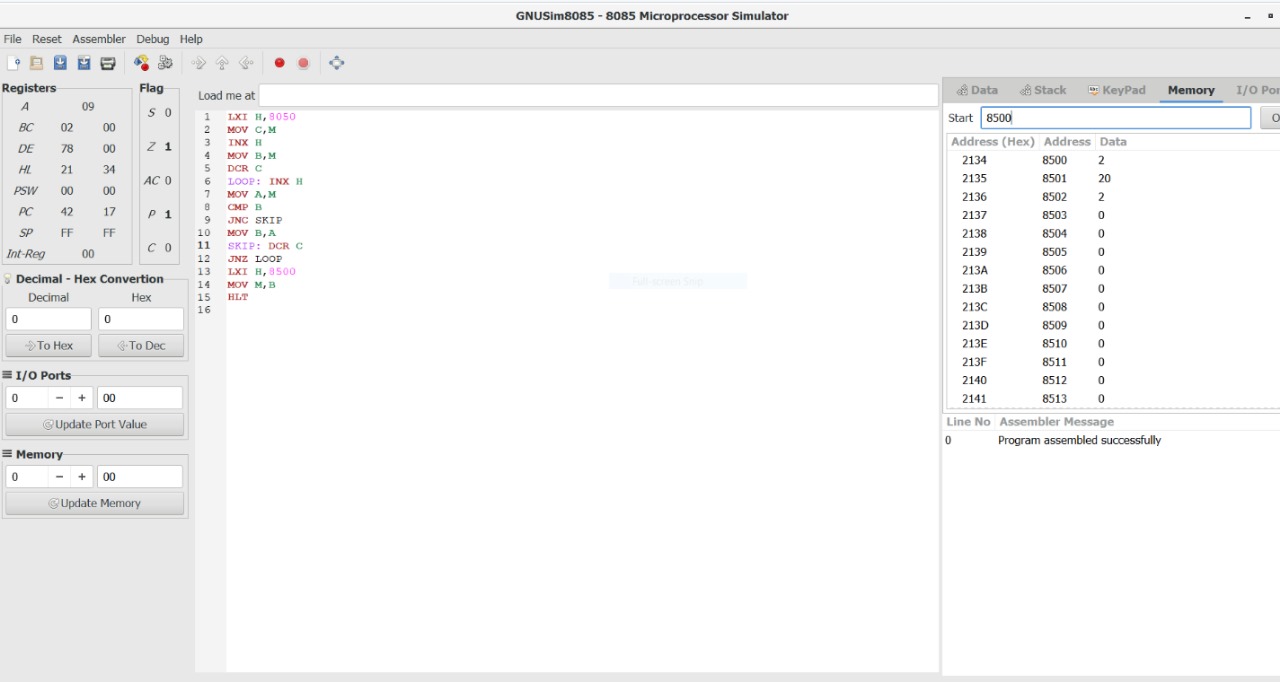 GNUSim8085 - 8085 Microprocessor Simulator
File Reset Assembler Debug Help
Registers
A 09
BC 02 00
DE 78 00
HL 21 34
PSW 00 00
PC 42 17
SP FF FF
Int-Reg 00
Flag
S 0
Z 1
AC 0
P 1
C 0
Decimal - Hex Convertion
Decimal Hex
0 0
To Hex To Dec
I/O Ports
0 − + 00
Update Port Value
Memory
0 − + 00
Update Memory
Load me at
1 LXI H,8050
2 MOV C,M
3 INX H
4 MOV B,M
5 DCR C
6 LOOP: INX H
7 MOV A,M
8 CMP B
9 JNC SKIP
10 MOV B,A
11 SKIP: DCR C
12 JNZ LOOP
13 LXI H,8500
14 MOV M,B
15 HLT
16
Full-screen Snip
Data Stack KeyPad Memory I/O Por
Start 8500 O
Address (Hex) Address Data
2134 8500 2
2135 8501 20
2136 8502 2
2137 8503 0
2138 8504 0
2139 8505 0
213A 8506 0
213B 8507 0
213C 8508 0
213D 8509 0
213E 8510 0
213F 8511 0
2140 8512 0
2141 8513 0
Line No Assembler Message
0 Program assembled successfully